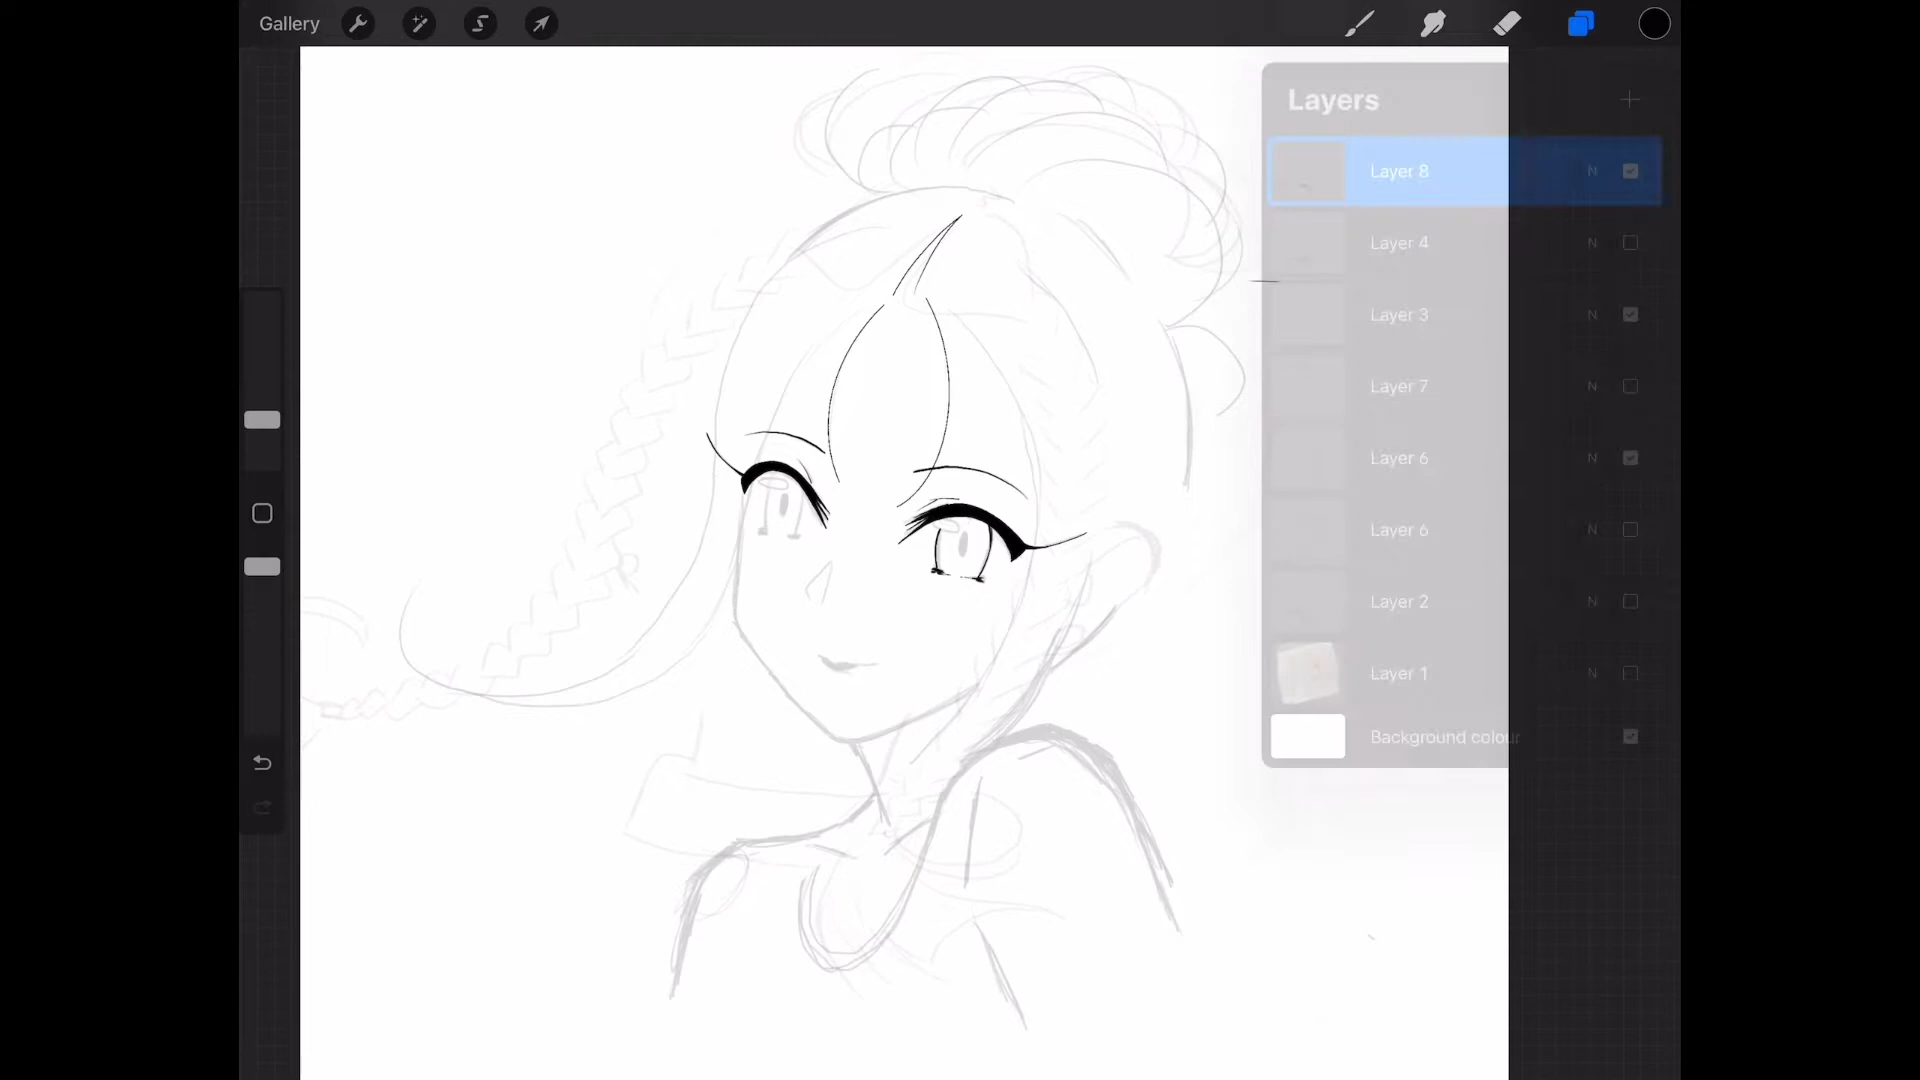 Gallery
Layers
Layer 8 N
Layer 4 N
Layer 3 N
Layer 7 N
Layer 6 N
Layer 6 N
Layer 2 N
Layer 1 N
Background colour